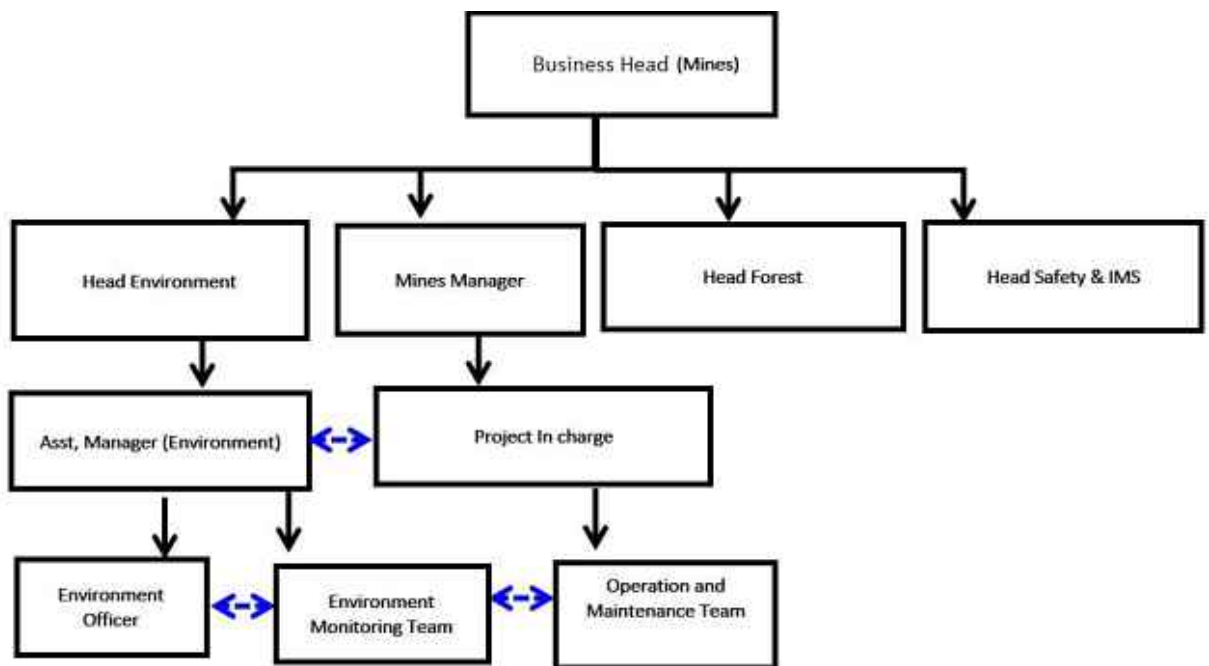 Business Head (Mines)
Head Environment
Mines Manager
Head Forest
Head Safety & IMS
Asst, Manager (Environment)
Project In charge
Environment
Officer
Environment
Monitoring Team
Operation and
Maintenance Team